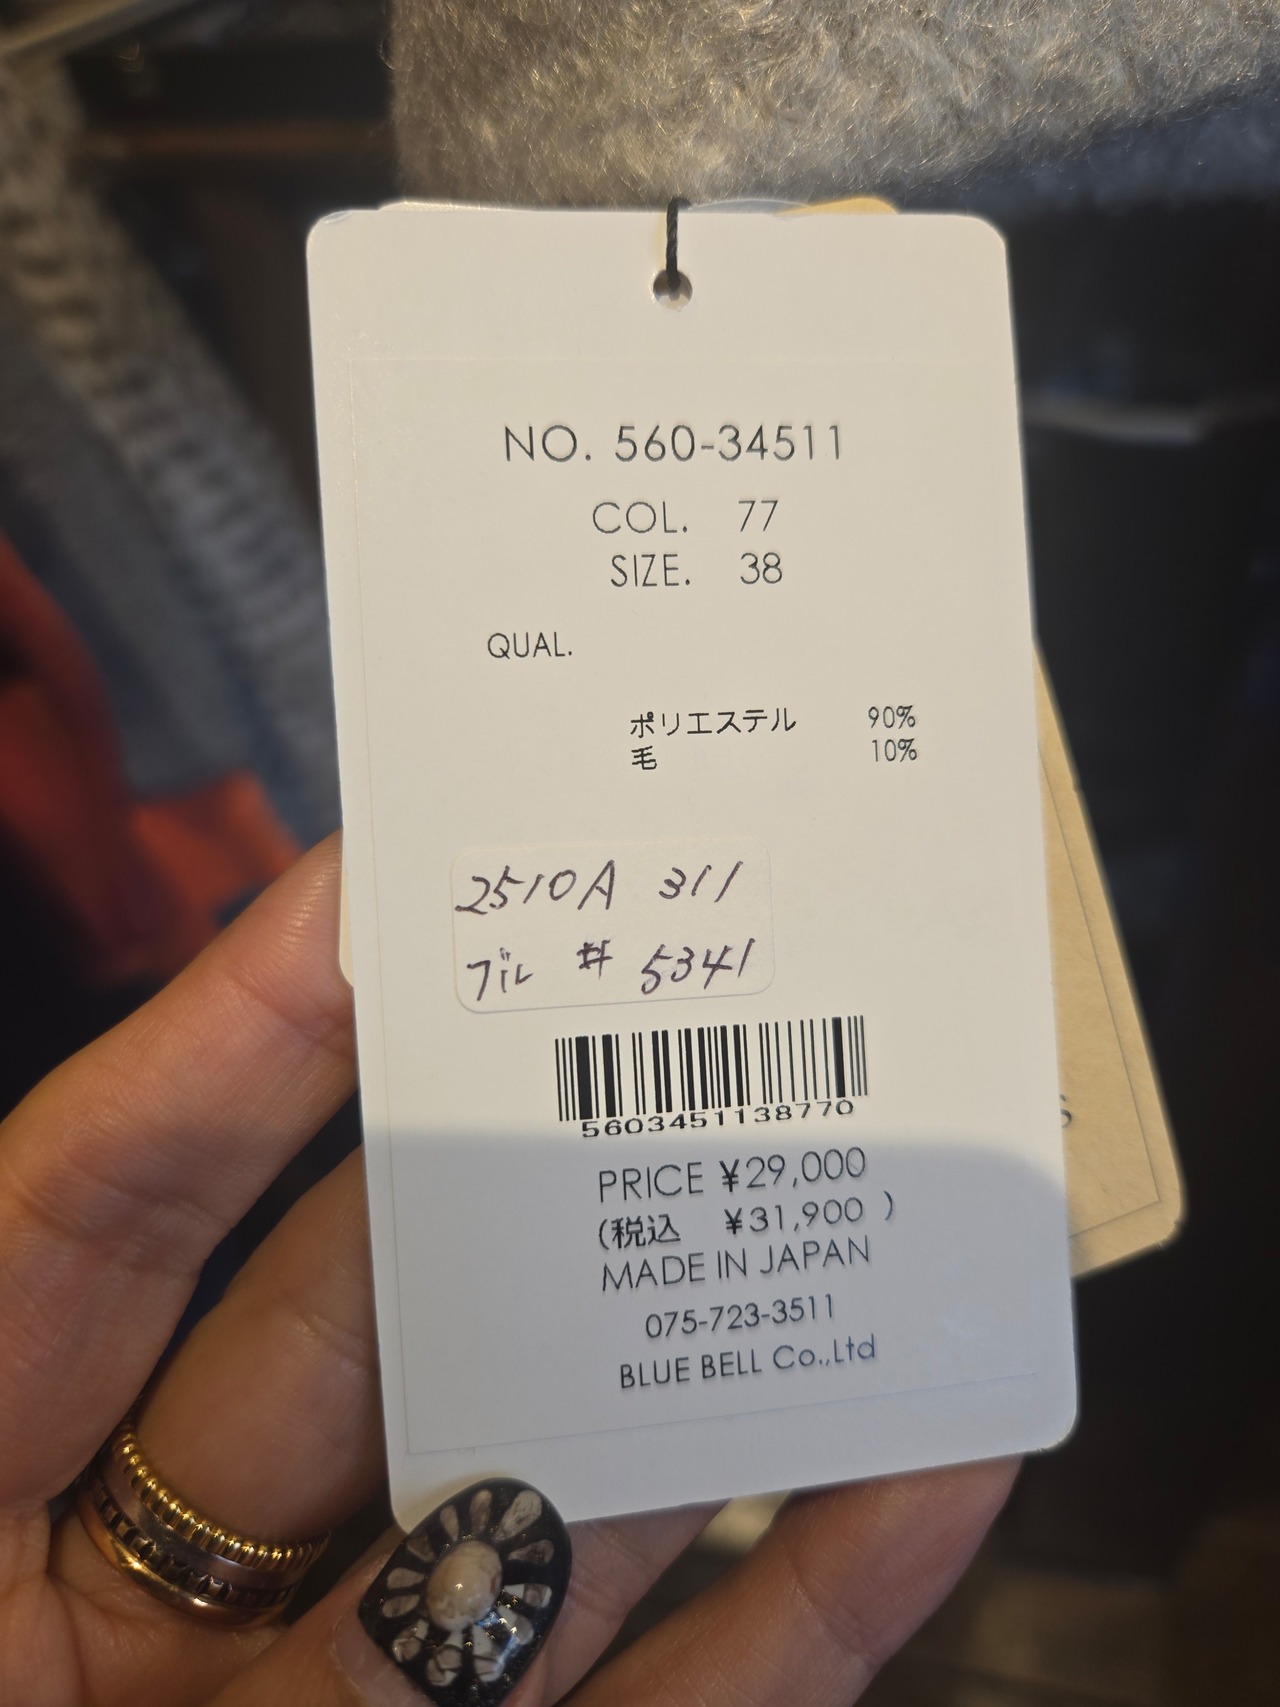 NO. 560-34511
COL. 77
SIZE. 38
QUAL.
ポリエステル 90%
毛 10%
2510A 311
ブル # 5341
5603451138770
PRICE ¥29,000
(税込 ¥31,900 )
MADE IN JAPAN
075-723-3511
BLUE BELL Co.,Ltd
S